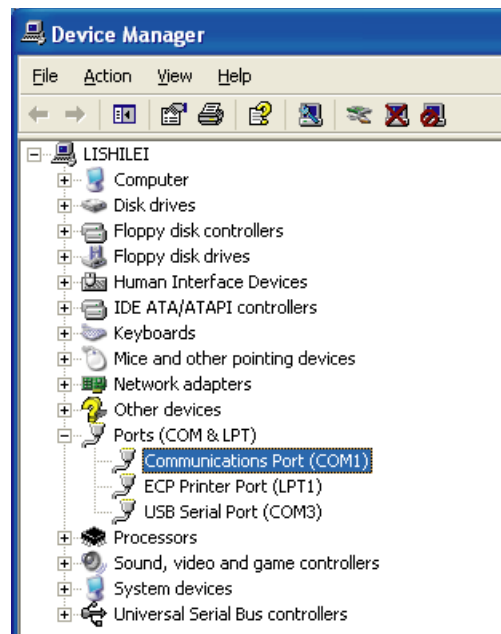 Device Manager
File Action View Help
LISHILEI
Computer
Disk drives
Floppy disk controllers
Floppy disk drives
Human Interface Devices
IDE ATA/ATAPI controllers
Keyboards
Mice and other pointing devices
Network adapters
Other devices
Ports (COM & LPT)
Communications Port (COM1)
ECP Printer Port (LPT1)
USB Serial Port (COM3)
Processors
Sound, video and game controllers
System devices
Universal Serial Bus controllers